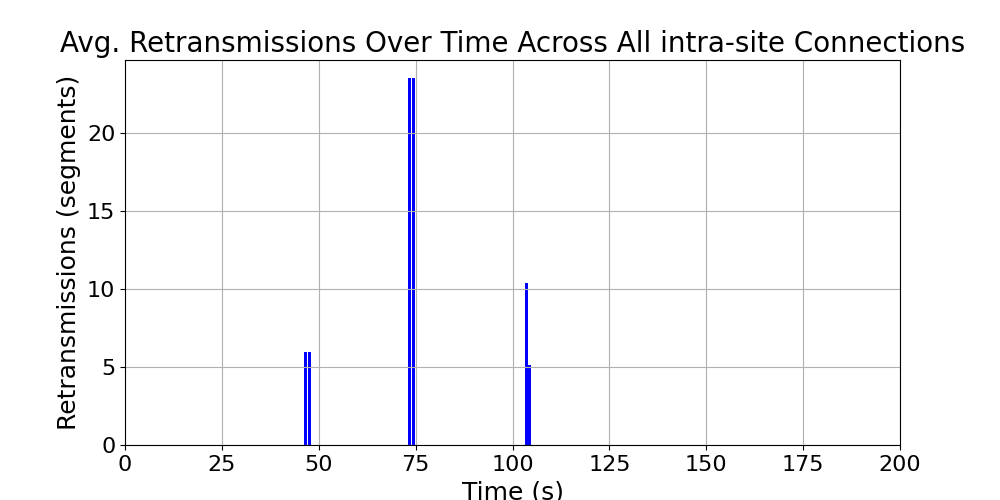 Avg. Retransmissions Over Time Across All intra-site Connections
Retransmissions (segments)
20
15
10
5
0
0 25 50 75 100 125 150 175 200
Time (s)